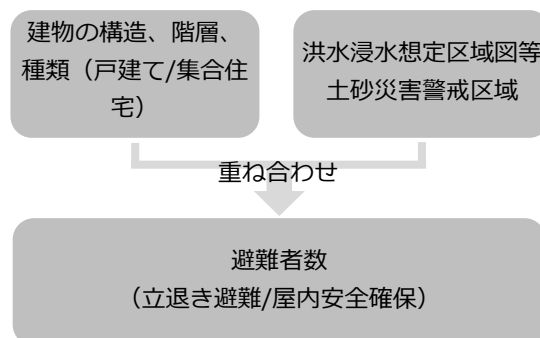 建物の構造、階層、
種類（戸建て/集合住
宅）
洪水浸水想定区域図等
土砂災害警戒区域
重ね合わせ
避難者数
（立退き避難/屋内安全確保）